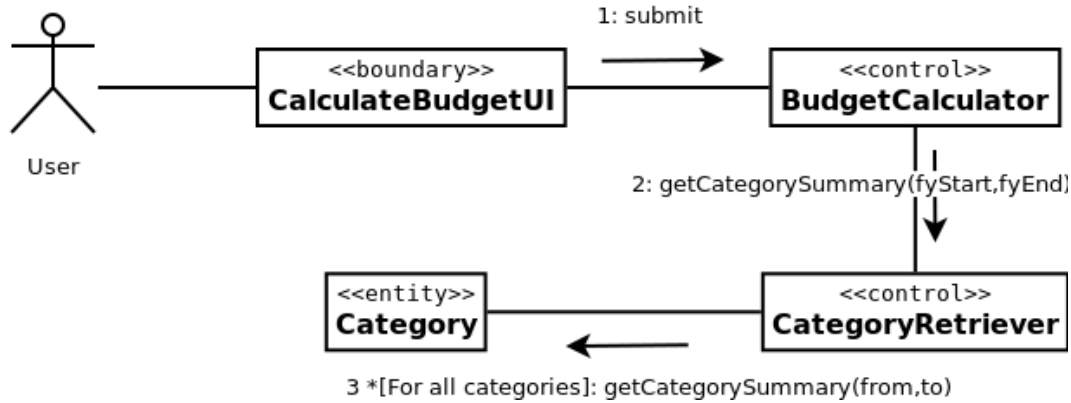 1: submit
<<boundary>>
CalculateBudgetUI
<<control>>
BudgetCalculator
User
2: getCategorySummary(fyStart,fyEnd)
<<entity>>
Category
<<control>>
CategoryRetriever
3 *[For all categories]: getCategorySummary(from,to)